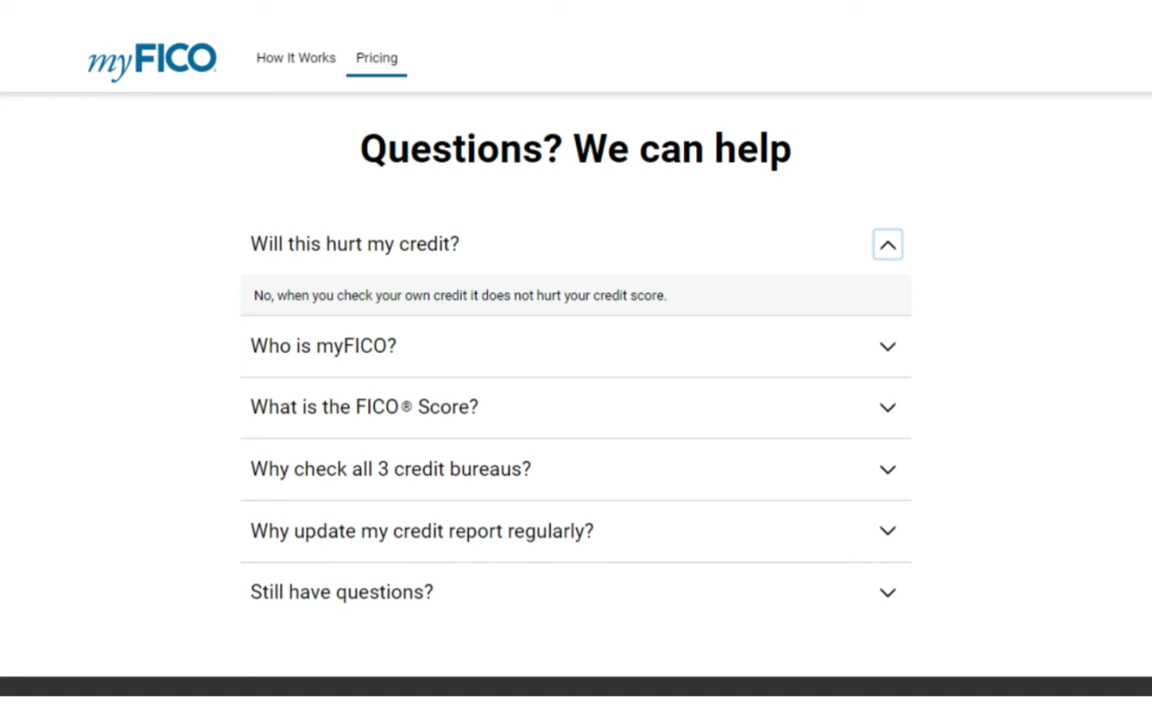 myFICO
How It Works Pricing
Questions? We can help
Will this hurt my credit?
No, when you check your own credit it does not hurt your credit score.
Who is myFICO?
What is the FICO® Score?
Why check all 3 credit bureaus?
Why update my credit report regularly?
Still have questions?